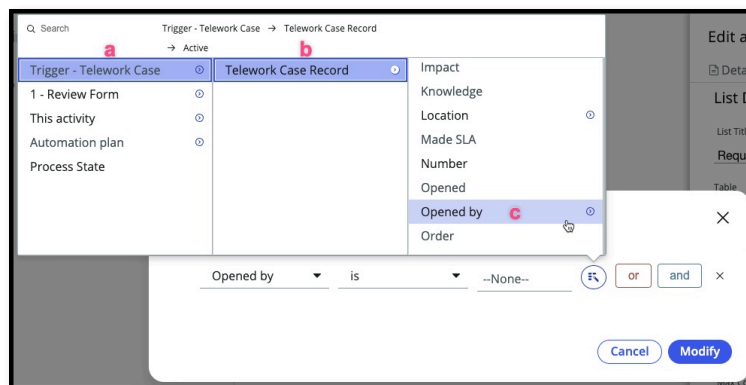 Search
Trigger - Telework Case → Telework Case Record
→ Active
a
b
Trigger - Telework Case
1 - Review Form
This activity
Automation plan
Process State
Telework Case Record
Impact
Knowledge
Location
Made SLA
Number
Opened
Opened by
c
Order
Edit a
Deta
List D
List Titl
Requ
Table
Opened by
is
--None--
or
and
Cancel
Modify